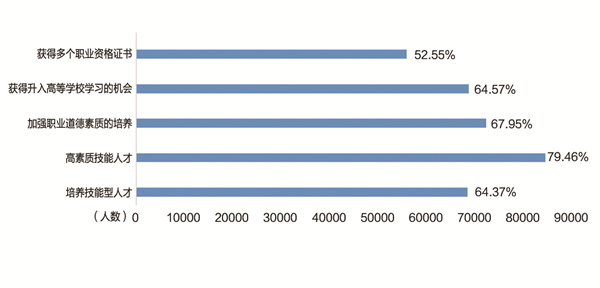 获得多个职业资格证书 52.55%
获得升入高等学校学习的机会 64.57%
加强职业道德素质的培养 67.95%
高素质技能人才 79.46%
培养技能型人才 64.37%
（人数） 0 10000 20000 30000 40000 50000 60000 70000 80000 90000